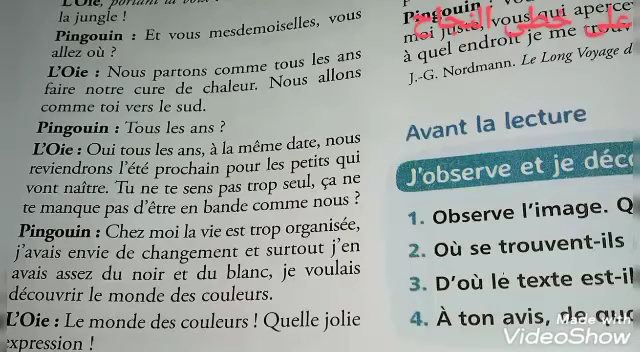 L'Oie,
la jungle !
Pingouin : Et vous mesdemoiselles, vous
allez où ?
L'Oie : Nous partons comme tous les ans
faire notre cure de chaleur. Nous allons
comme toi vers le sud.
Pingouin : Tous les ans ?
L'Oie : Oui tous les ans, à la même date, nous
reviendrons l'été prochain pour les petits qui
vont naître. Tu ne te sens pas trop seul, ça ne
te manque pas d'être en bande comme nous ?
Pingouin : Chez moi la vie est trop organisée,
j'avais envie de changement et surtout j'en
avais assez du noir et du blanc, je voulais
découvrir le monde des couleurs.
L'Oie : Le monde des couleurs ! Quelle jolie
expression !
Pingouin :
moi juste, vous qui
à quel endroit je me
J.-G. Nordmann. Le Long Voyage d
على خطى النجاح
Avant la lecture
J'observe et je
1. Observe l'image.
2. Où se trouvent-ils
3. D'où le texte est-il
4. À ton avis, de
Made with
VideoShow